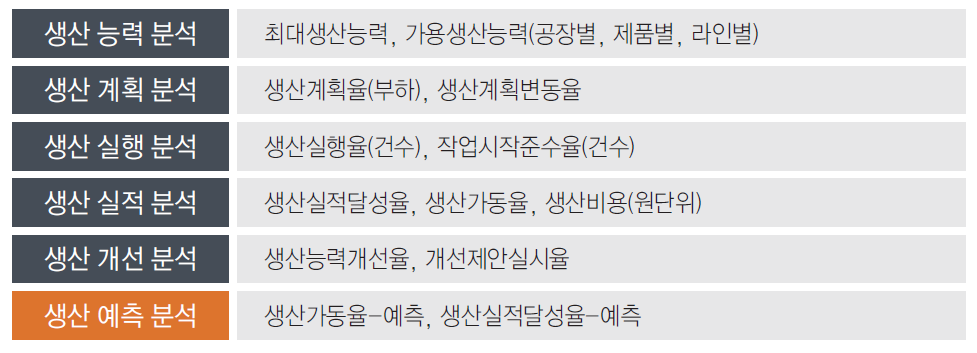 생산 능력 분석 최대생산능력, 가용생산능력(공장별, 제품별, 라인별)
생산 계획 분석 생산계획율(부하), 생산계획변동율
생산 실행 분석 생산실행율(건수), 작업시작준수율(건수)
생산 실적 분석 생산실적달성율, 생산가동율, 생산비용(원단위)
생산 개선 분석 생산능력개선율, 개선제안실시율
생산 예측 분석 생산가동율-예측, 생산실적달성율-예측